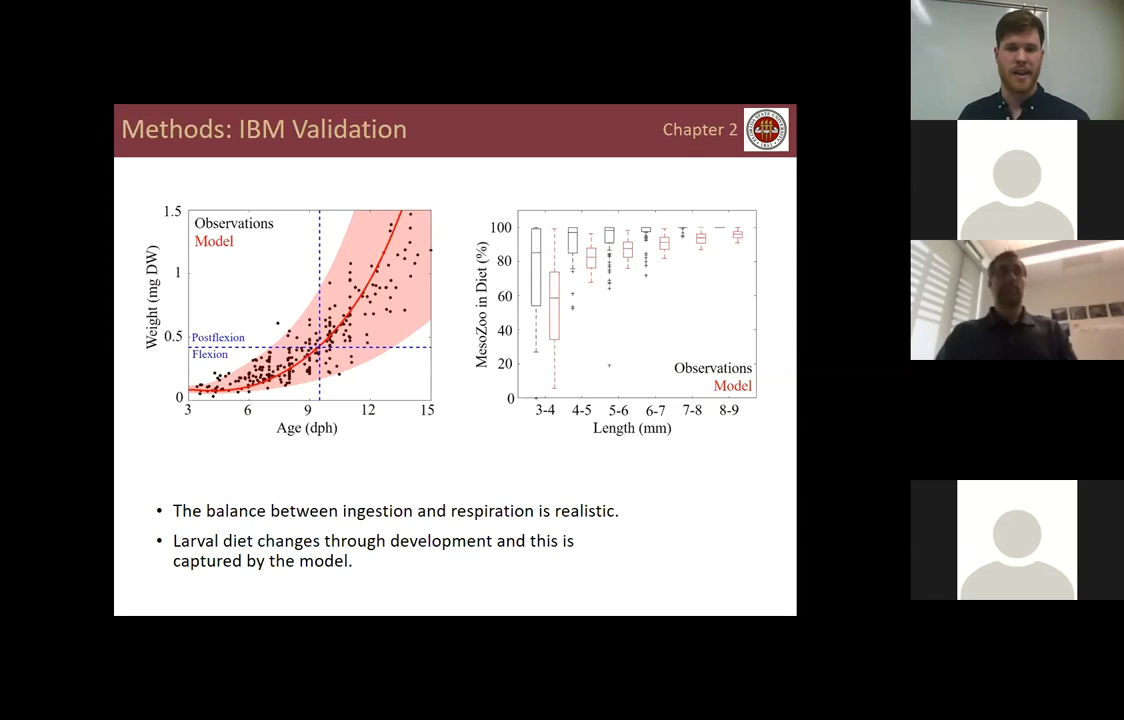 Methods: IBM Validation
Chapter 2
1.5
1
0.5
0
Weight (mg DW)
Observations
Model
Postflexion
Flexion
3 6 9 12 15
Age (dph)
100
80
60
40
20
0
MesoZoo in Diet (%)
Observations
Model
3-4 4-5 5-6 6-7 7-8 8-9
Length (mm)
• The balance between ingestion and respiration is realistic.
• Larval diet changes through development and this is
captured by the model.